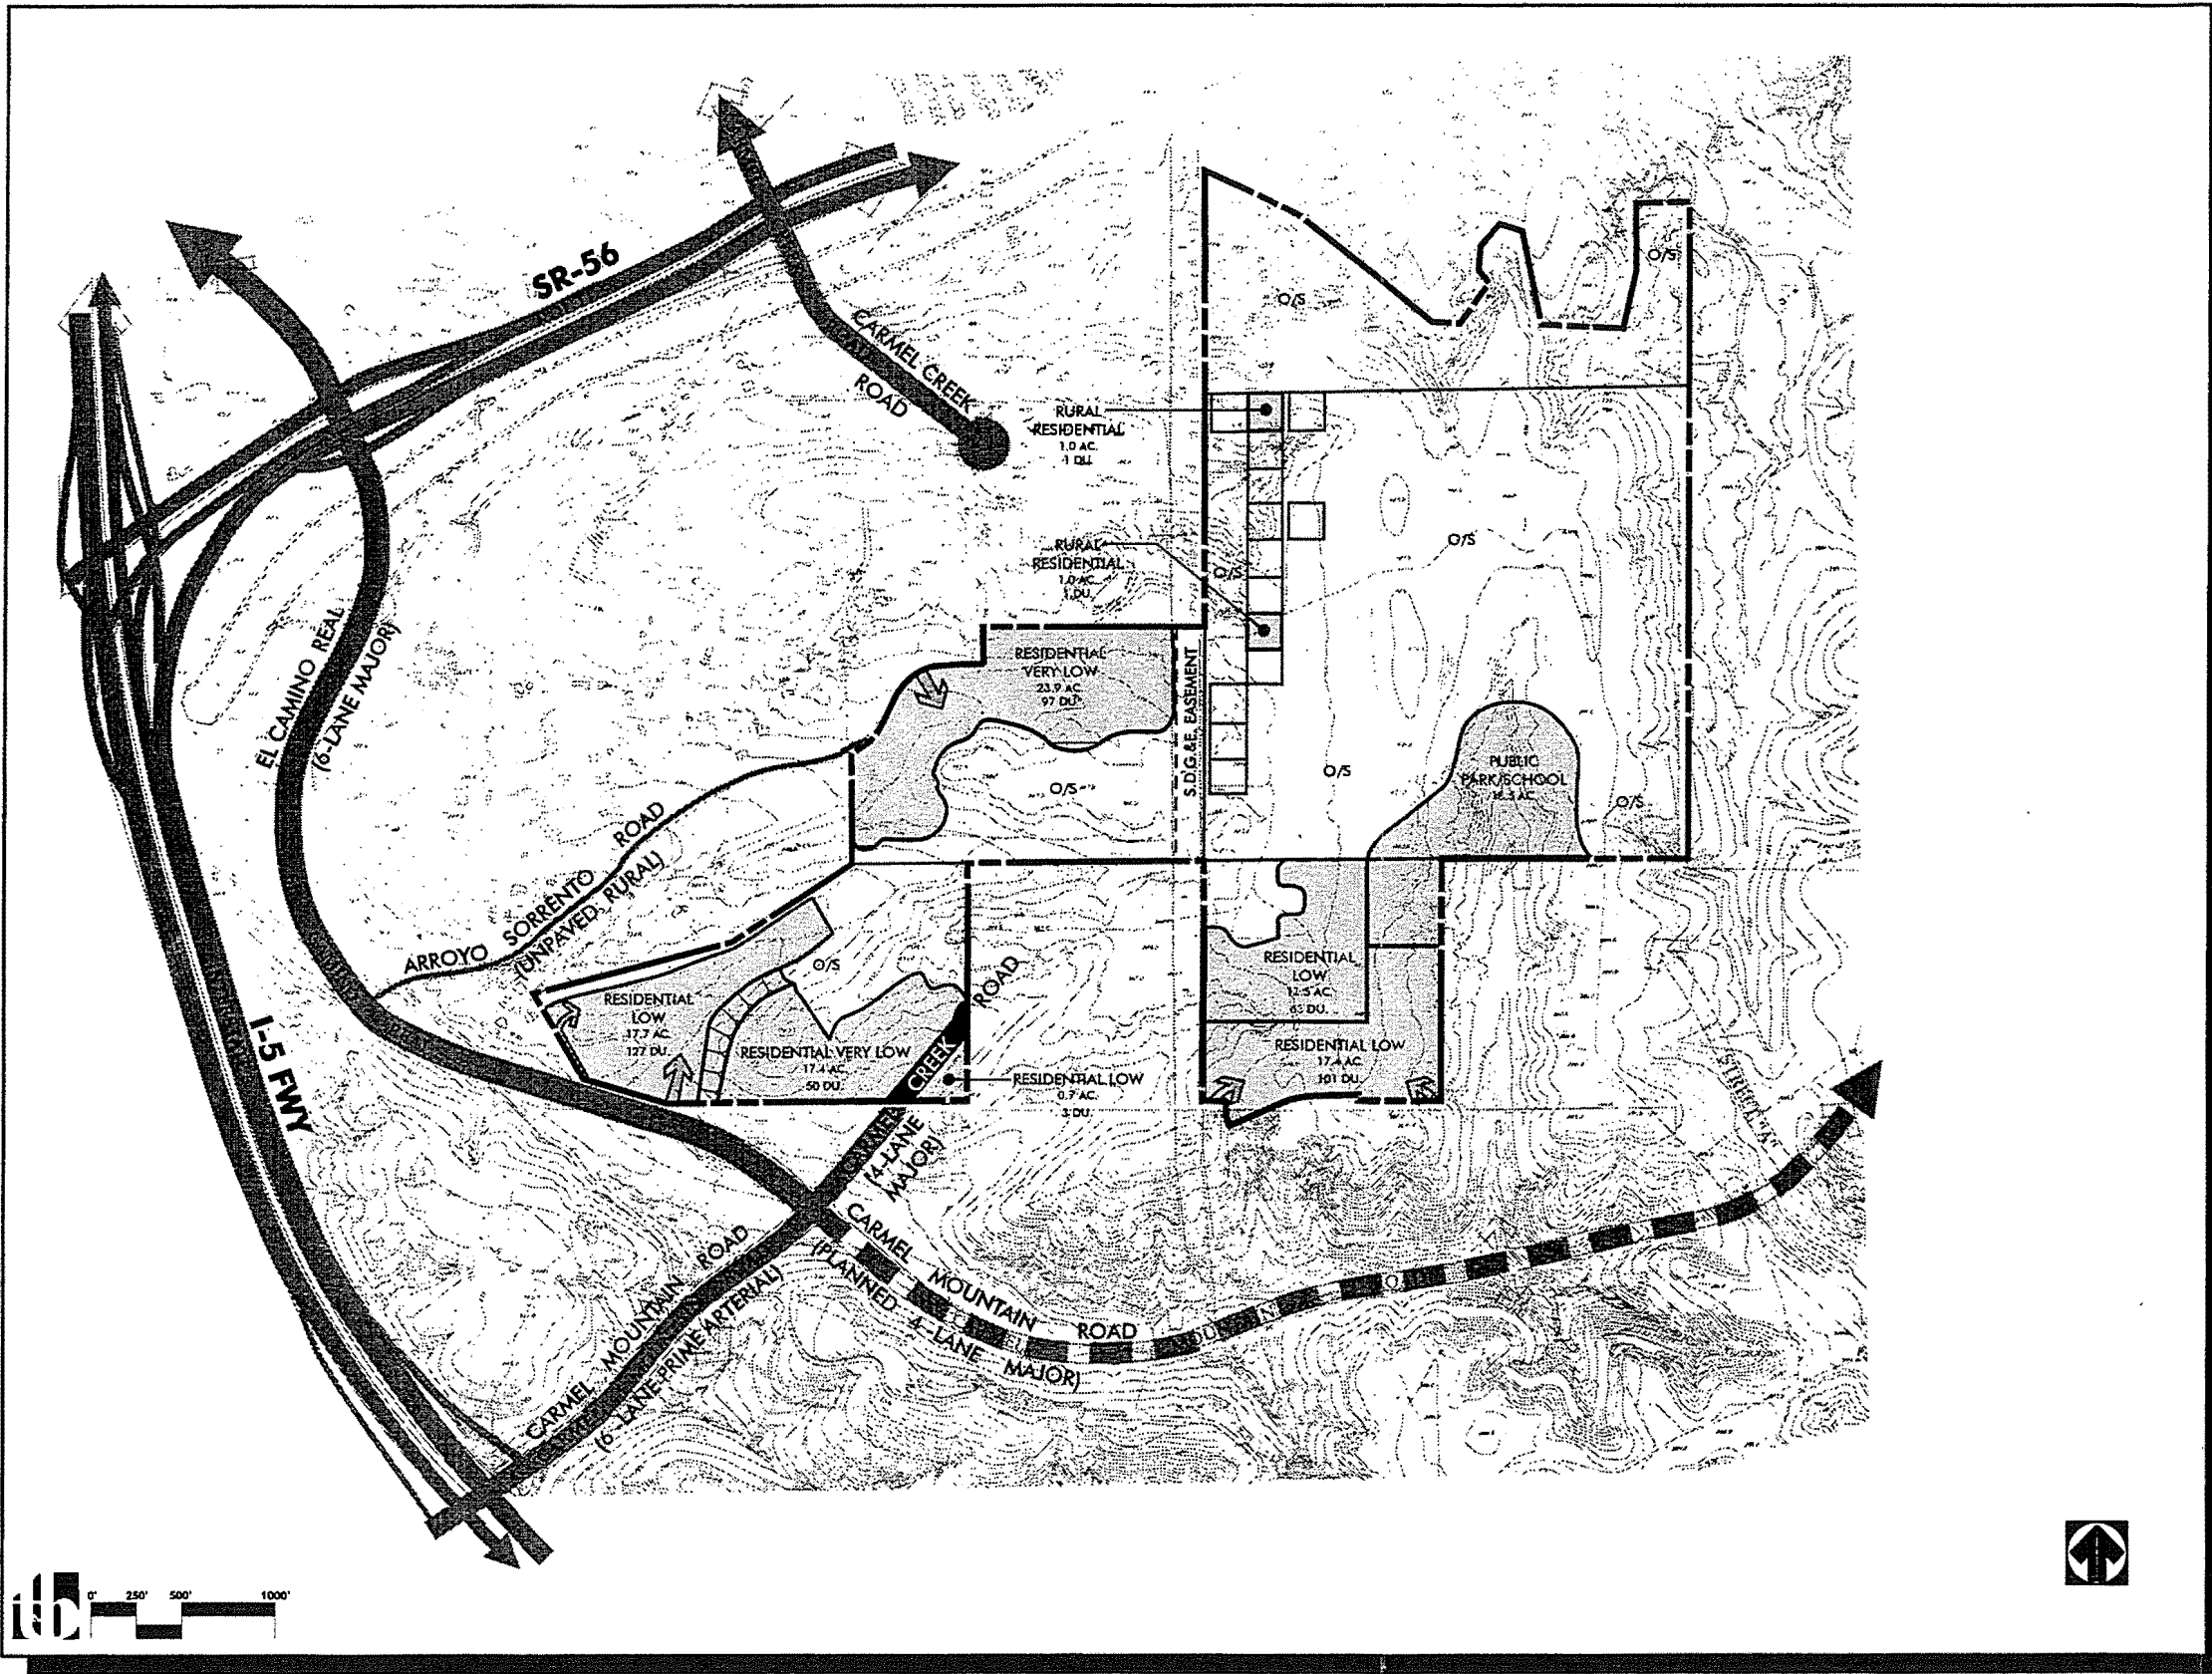 SR-56
O/S
O/S
CARMEL CREEK
ROAD
RURAL
RESIDENTIAL
1.0 AC.
1 DU.
RURAL
RESIDENTIAL
1.0 AC.
1 DU.
O/S
O/S
EL CAMINO REAL
(6-LANE MAJOR)
RESIDENTIAL
VERY LOW
23.9 AC.
97 DU.
S.D.G.&E. EASEMENT
O/S
O/S
PUBLIC
PARK/SCHOOL
O/S
ARROYO SORRENTO ROAD
(UNPAVED RURAL)
O/S
RESIDENTIAL
LOW
17.7 AC.
127 DU.
RESIDENTIAL VERY LOW
17.4 AC.
50 DU.
CARMEL CREEK ROAD
(4-LANE
MAJOR)
RESIDENTIAL LOW
0.7 AC.
3 DU.
RESIDENTIAL
LOW
RESIDENTIAL LOW
17.4 AC.
101 DU.
I-5 FWY
CARMEL MOUNTAIN ROAD
(6-LANE PRIME ARTERIAL)
CARMEL MOUNTAIN ROAD
(PLANNED 4-LANE MAJOR)
tb
0' 250' 500' 1000'